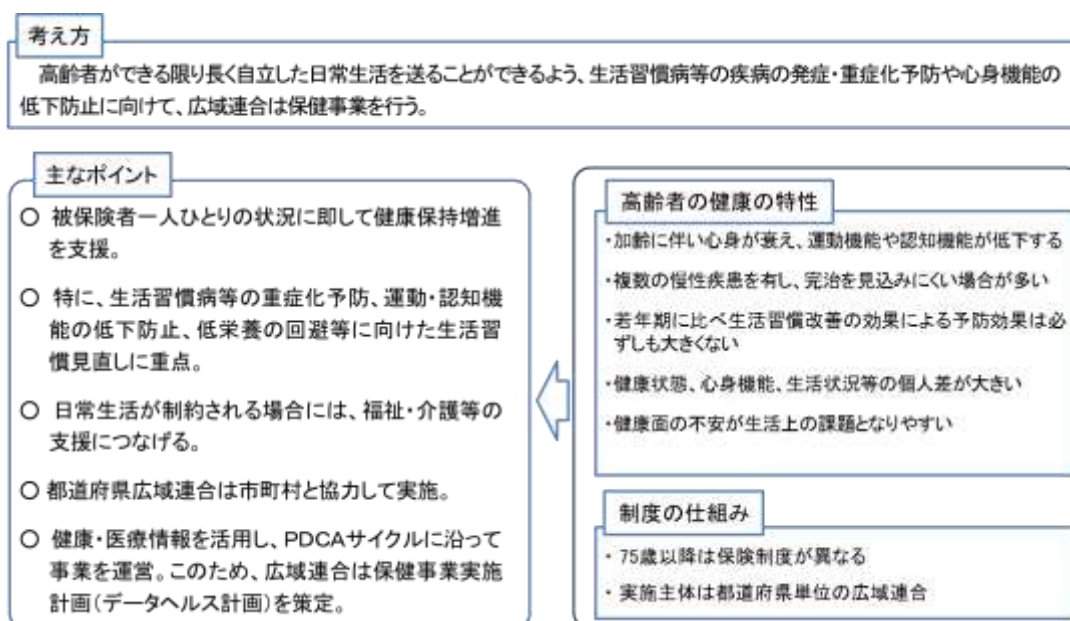 考え方
高齢者ができる限り長く自立した日常生活を送ることができるよう、生活習慣病等の疾病の発症・重症化予防や心身機能の
低下防止に向けて、広域連合は保健事業を行う。
主なポイント
○ 被保険者一人ひとりの状況に即して健康保持増進
を支援。
○ 特に、生活習慣病等の重症化予防、運動・認知機
能の低下防止、低栄養の回避等に向けた生活習
慣見直しに重点。
○ 日常生活が制約される場合には、福祉・介護等の
支援につなげる。
○ 都道府県広域連合は市町村と協力して実施。
○ 健康・医療情報を活用し、PDCAサイクルに沿って
事業を運営。このため、広域連合は保健事業実施
計画(データヘルス計画)を策定。
高齢者の健康の特性
・加齢に伴い心身が衰え、運動機能や認知機能が低下する
・複数の慢性疾患を有し、完治を見込みにくい場合が多い
・若年期に比べ生活習慣改善の効果による予防効果は必
ずしも大きくない
・健康状態、心身機能、生活状況等の個人差が大きい
・健康面の不安が生活上の課題となりやすい
制度の仕組み
・ 75歳以降は保険制度が異なる
・ 実施主体は都道府県単位の広域連合